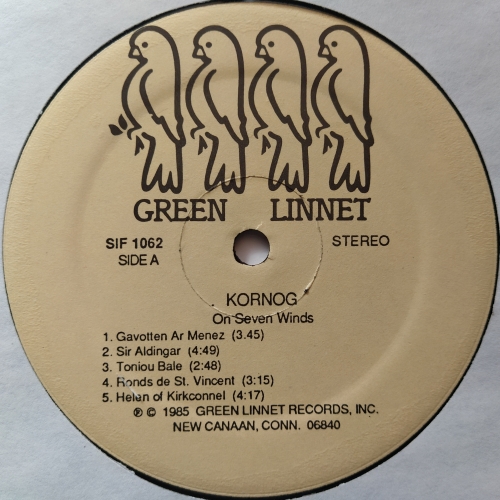 GREEN LINNET
SIF 1062
SIDE A
STEREO
KORNOG
On Seven Winds
1. Gavotten Ar Menez (3.45)
2. Sir Aldingar (4:49)
3. Toniou Bale (2:48)
4. Ronds de St. Vincent (3:15)
5. Helen of Kirkconnel (4:17)
℗ © 1985 GREEN LINNET RECORDS, INC.
NEW CANAAN, CONN. 06840